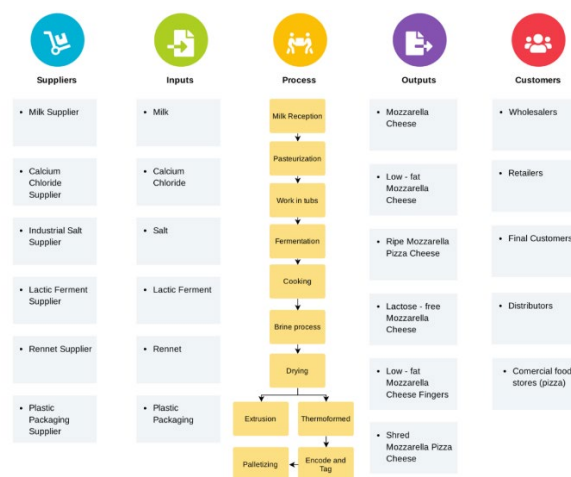 Suppliers
Inputs
Process
Outputs
Customers
• Milk Supplier
• Calcium
Chloride
Supplier
• Industrial Salt
Supplier
• Lactic Ferment
Supplier
• Rennet Supplier
• Plastic
Packaging
Supplier
• Milk
• Calcium
Chloride
• Salt
• Lactic Ferment
• Rennet
• Plastic
Packaging
Milk Reception
Pasteurization
Work in tubs
Fermentation
Cooking
Brine process
Drying
Extrusion
Thermoformed
Palletizing
Encode and
Tag
• Mozzarella
Cheese
• Low - fat
Mozzarella
Cheese
• Ripe Mozzarella
Pizza Cheese
• Lactose - free
Mozzarella
Cheese
• Low - fat
Mozzarella
Cheese Fingers
• Shred
Mozzarella Pizza
Cheese
• Wholesalers
• Retailers
• Final Customers
• Distributors
• Comercial food
stores (pizza)